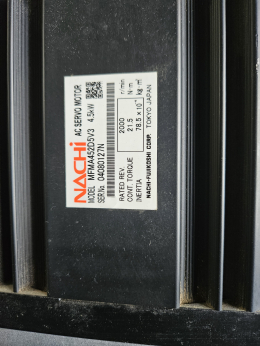 NACHi
AC SERVO MOTOR
MODEL MFMA452D5V3 4.5kW
SER.No. 04080127N
RATED REV. 2000 r/min
CONT. TORQUE 21.5 N·m
INERTIA 78.5×10⁻⁴ kg·m²
NACHI-FUJIKOSHI CORP. TOKYO JAPAN